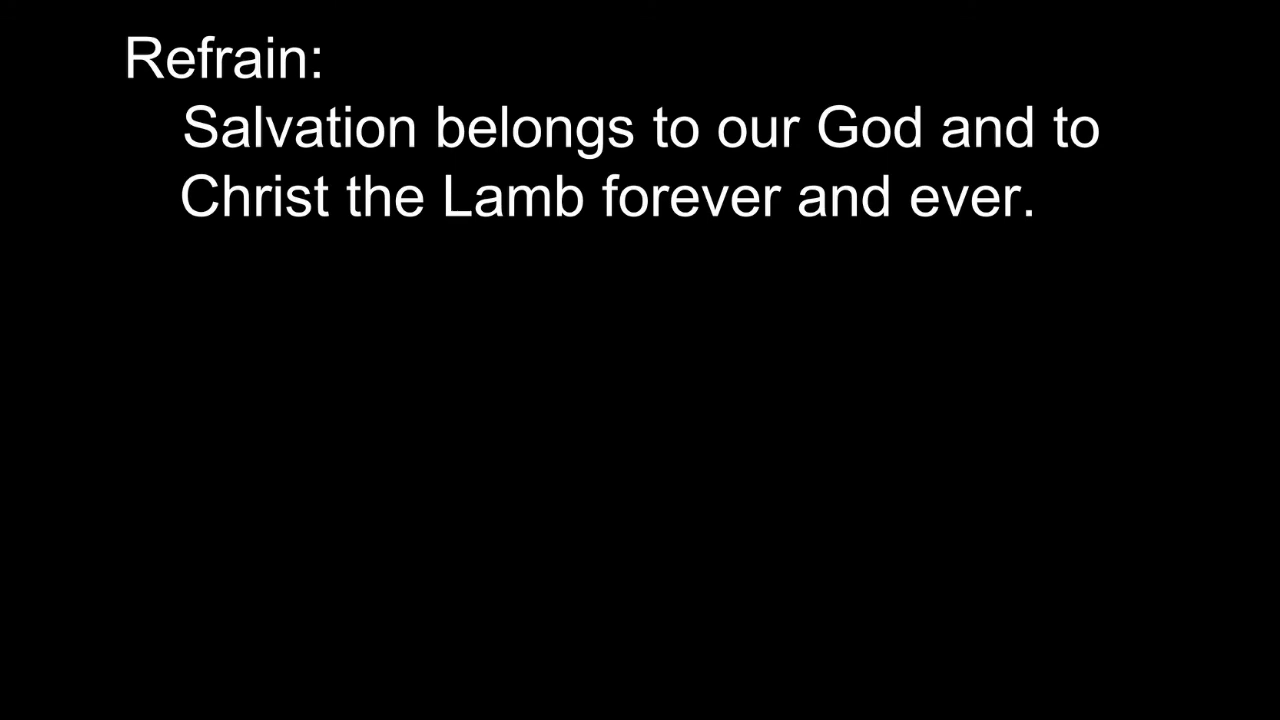 Refrain:
Salvation belongs to our God and to
Christ the Lamb forever and ever.